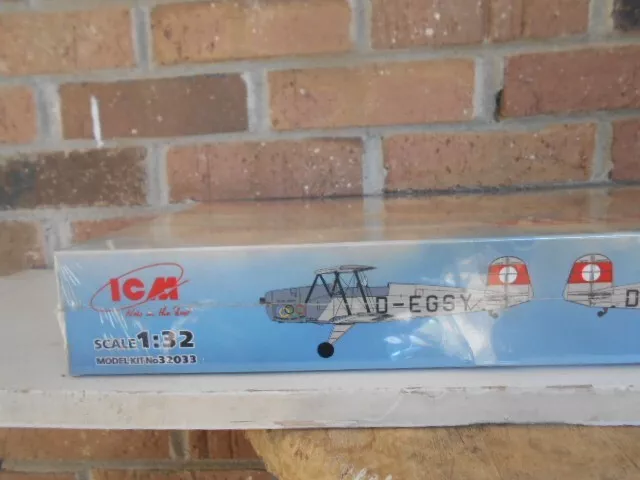 ICM
SCALE 1:32
MODEL KIT No 32033
D-EGSY
D